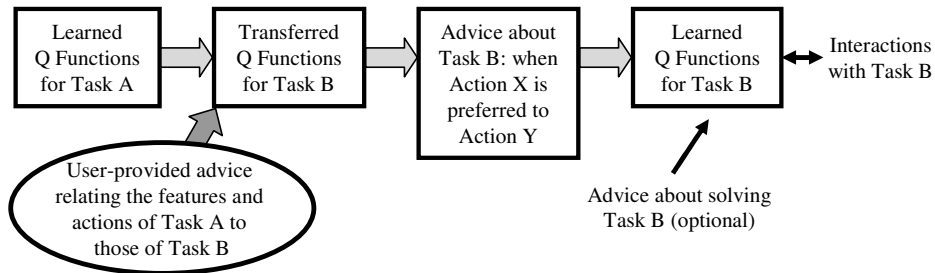 Learned
Q Functions
for Task A
Transferred
Q Functions
for Task B
Advice about
Task B: when
Action X is
preferred to
Action Y
Learned
Q Functions
for Task B
Interactions
with Task B
User-provided advice
relating the features and
actions of Task A to
those of Task B
Advice about solving
Task B (optional)